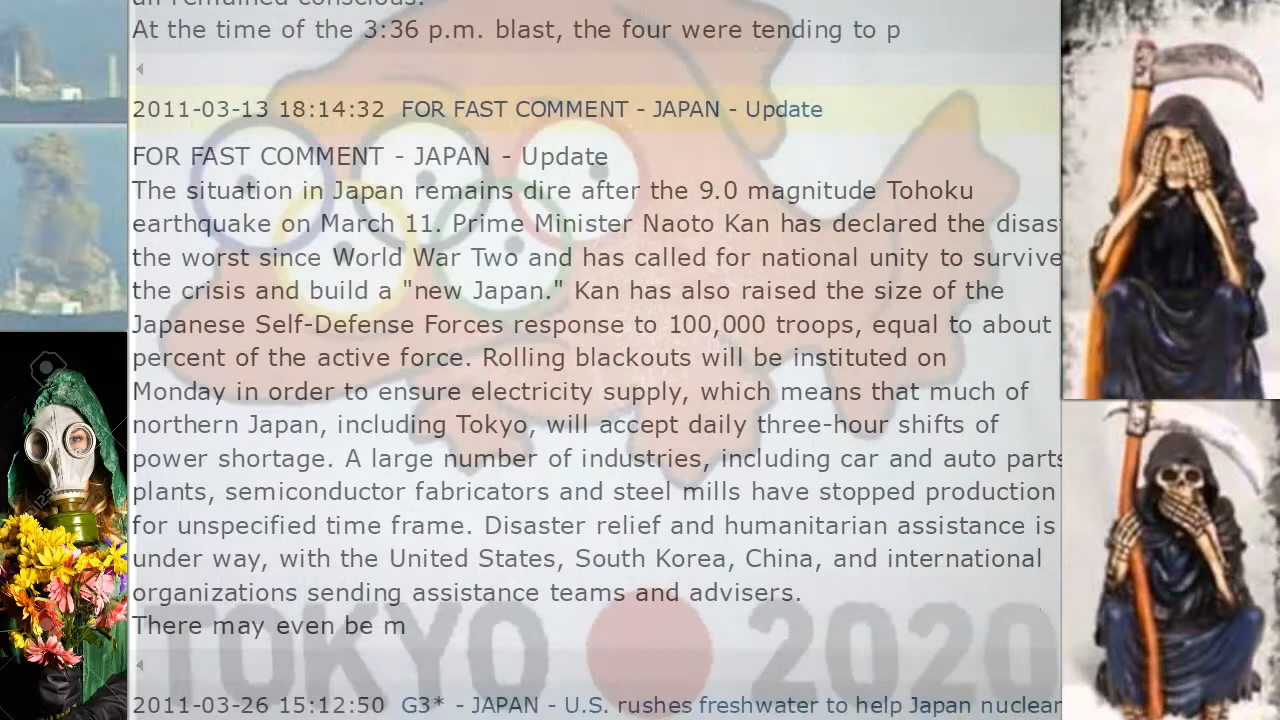 At the time of the 3:36 p.m. blast, the four were tending to p
2011-03-13 18:14:32 FOR FAST COMMENT - JAPAN - Update
FOR FAST COMMENT - JAPAN - Update
The situation in Japan remains dire after the 9.0 magnitude Tohoku
earthquake on March 11. Prime Minister Naoto Kan has declared the disast
the worst since World War Two and has called for national unity to survive
the crisis and build a "new Japan." Kan has also raised the size of the
Japanese Self-Defense Forces response to 100,000 troops, equal to about
percent of the active force. Rolling blackouts will be instituted on
Monday in order to ensure electricity supply, which means that much of
northern Japan, including Tokyo, will accept daily three-hour shifts of
power shortage. A large number of industries, including car and auto parts
plants, semiconductor fabricators and steel mills have stopped production
for unspecified time frame. Disaster relief and humanitarian assistance is
under way, with the United States, South Korea, China, and international
organizations sending assistance teams and advisers.
There may even be m
TOKYO 2020
2011-03-26 15:12:50 G3* - JAPAN - U.S. rushes freshwater to help Japan nuclear